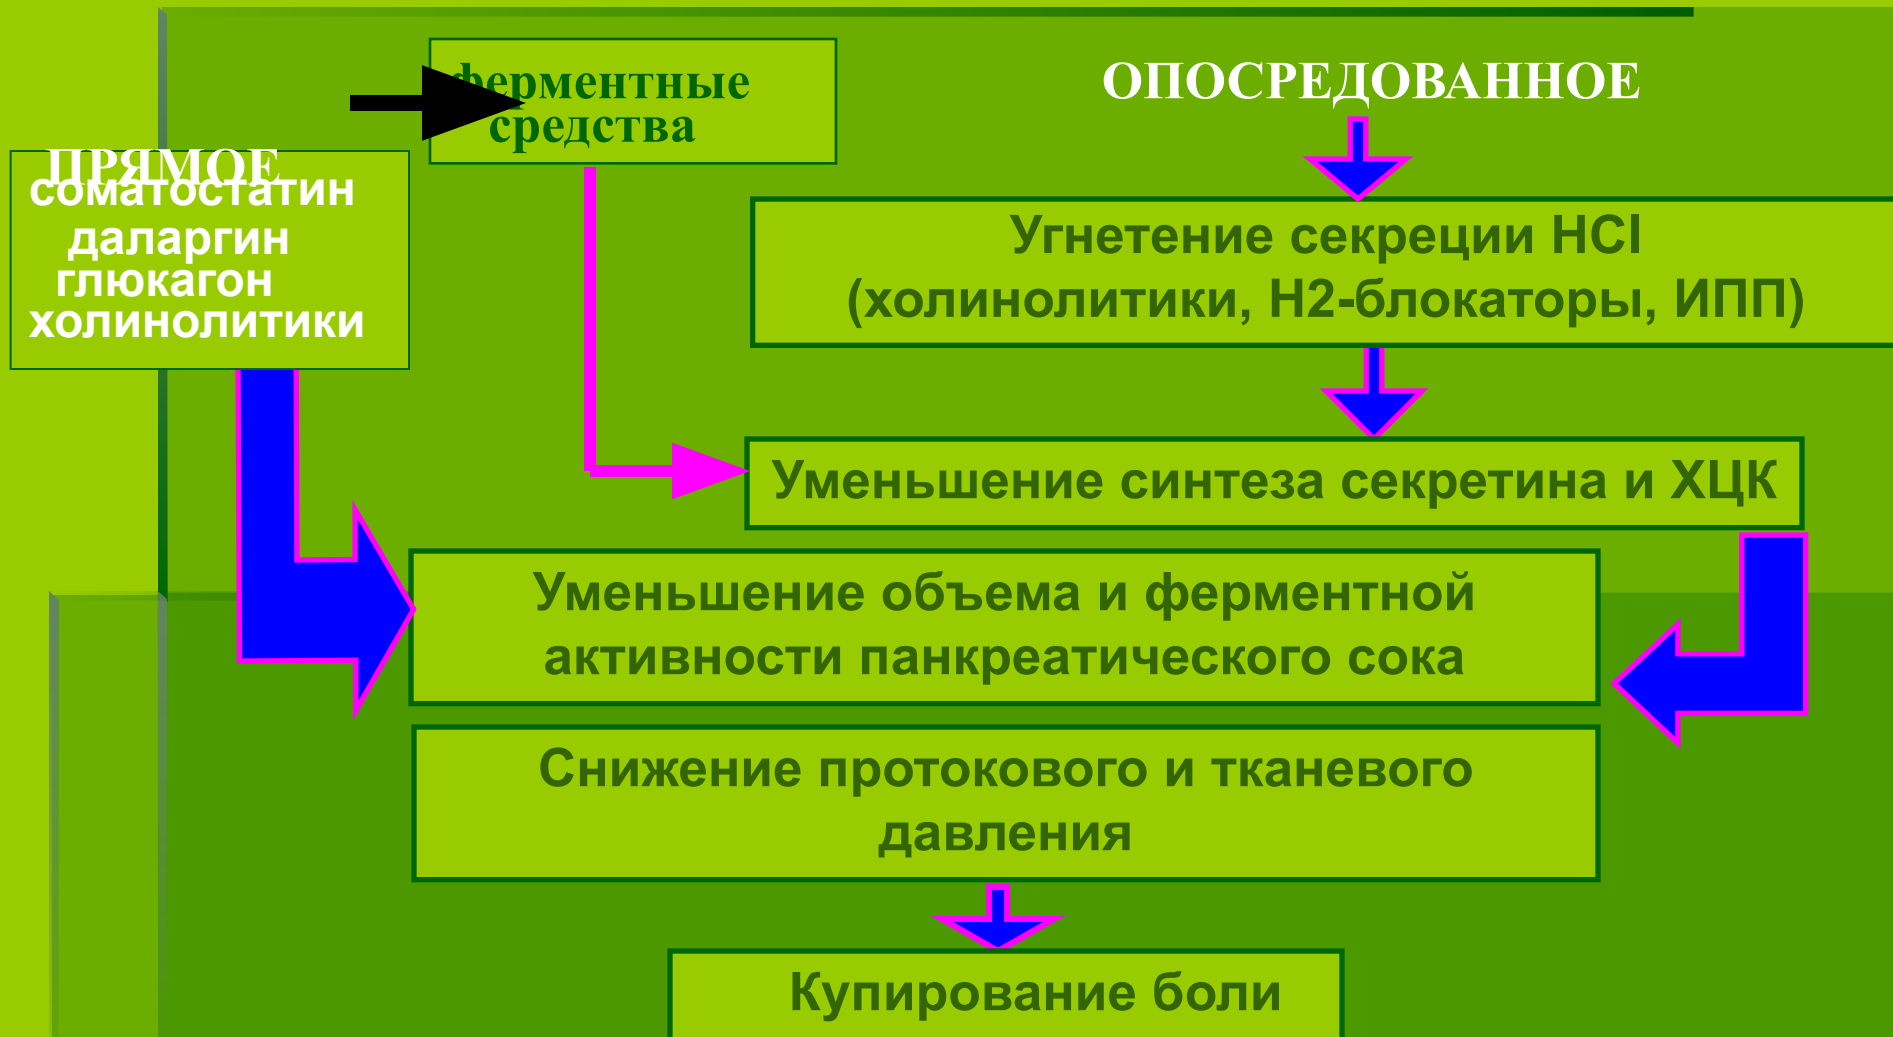 ферментные
средства
ОПОСРЕДОВАННОЕ
ПРЯМОЕ
соматостатин
даларгин
глюкагон
холинолитики
Угнетение секреции HCl
(холинолитики, Н2-блокаторы, ИПП)
Уменьшение синтеза секретина и ХЦК
Уменьшение объема и ферментной
активности панкреатического сока
Снижение протокового и тканевого
давления
Купирование боли